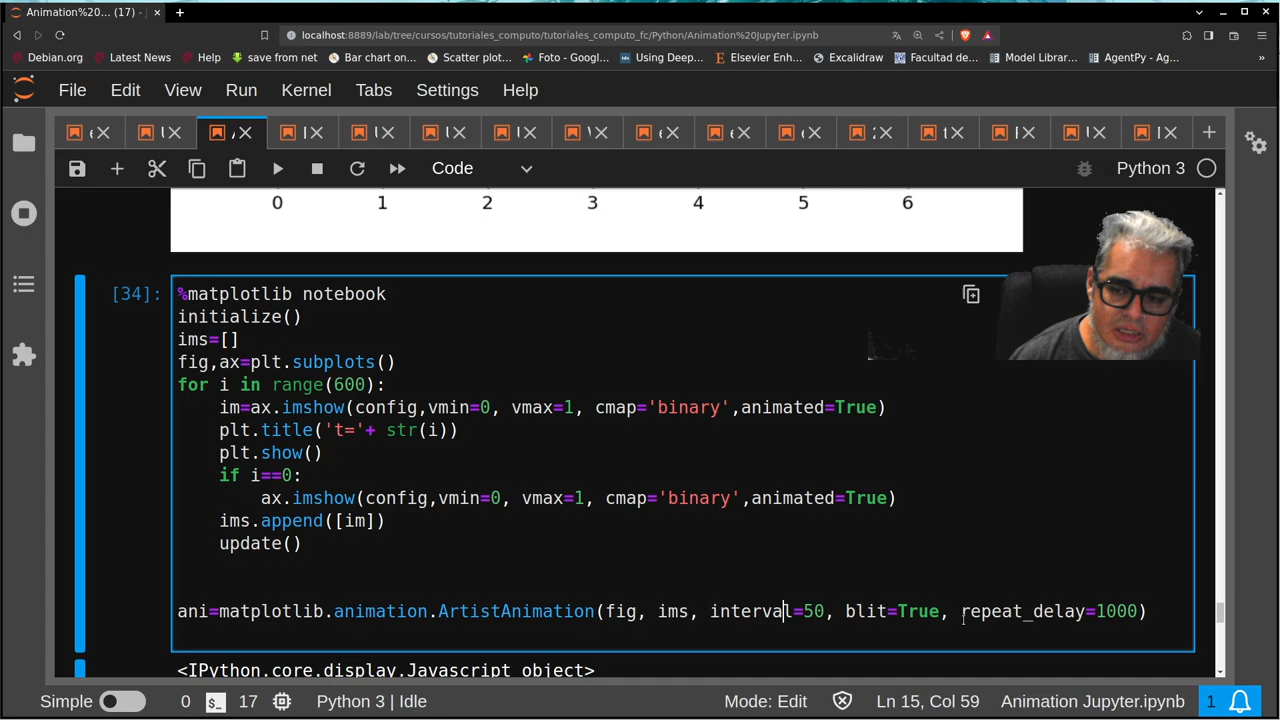 Animation%20... (17) - J
localhost:8889/lab/tree/cursos/tutoriales_computo/tutoriales_computo_fc/Python/Animation%20Jupyter.ipynb
Debian.org Latest News Help save from net Bar chart on... Scatter plot... Foto - Googl... Using Deep... Elsevier Enh... Excalidraw Facultad de... Model Librar... AgentPy - Ag... »
File Edit View Run Kernel Tabs Settings Help
Code Python 3
0 1 2 3 4 5 6
[34]: %matplotlib notebook
initialize()
ims=[]
fig,ax=plt.subplots()
for i in range(600):
im=ax.imshow(config,vmin=0, vmax=1, cmap='binary',animated=True)
plt.title('t='+ str(i))
plt.show()
if i==0:
ax.imshow(config,vmin=0, vmax=1, cmap='binary',animated=True)
ims.append([im])
update()
ani=matplotlib.animation.ArtistAnimation(fig, ims, interval=50, blit=True, repeat_delay=1000)
<IPython.core.display.Javascript object>
Simple 0 $_ 17 Python 3 | Idle Mode: Edit Ln 15, Col 59 Animation Jupyter.ipynb 1